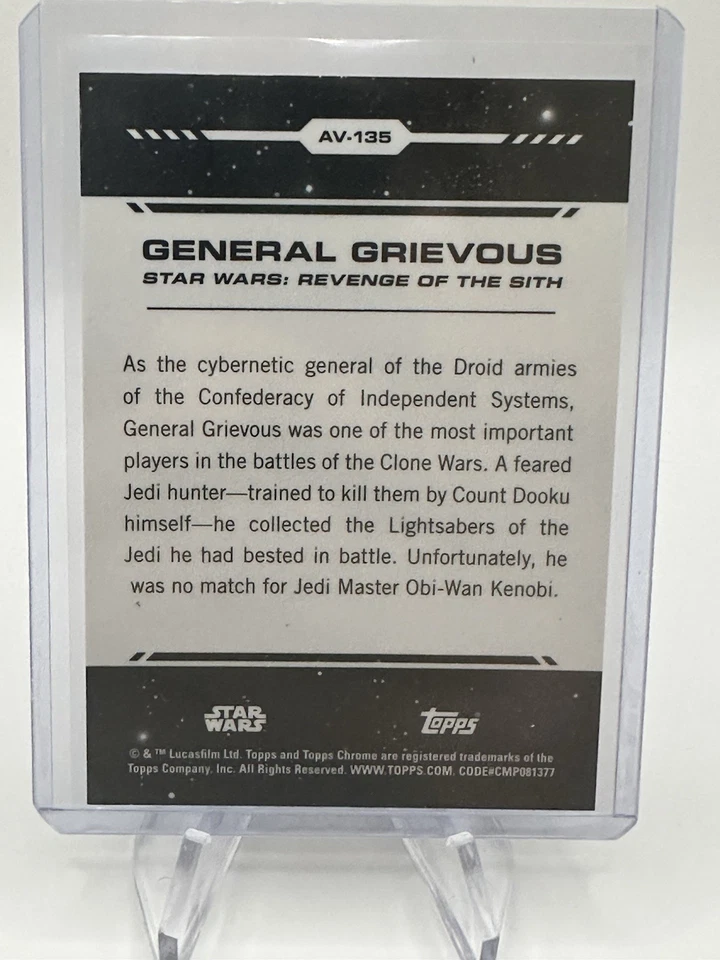 AV-135
GENERAL GRIEVOUS
STAR WARS: REVENGE OF THE SITH
As the cybernetic general of the Droid armies
of the Confederacy of Independent Systems,
General Grievous was one of the most important
players in the battles of the Clone Wars. A feared
Jedi hunter—trained to kill them by Count Dooku
himself—he collected the Lightsabers of the
Jedi he had bested in battle. Unfortunately, he
was no match for Jedi Master Obi-Wan Kenobi.
STAR
WARS
Topps
© & ™ Lucasfilm Ltd. Topps and Topps Chrome are registered trademarks of the
Topps Company, Inc. All Rights Reserved. WWW.TOPPS.COM. CODE#CMP081377